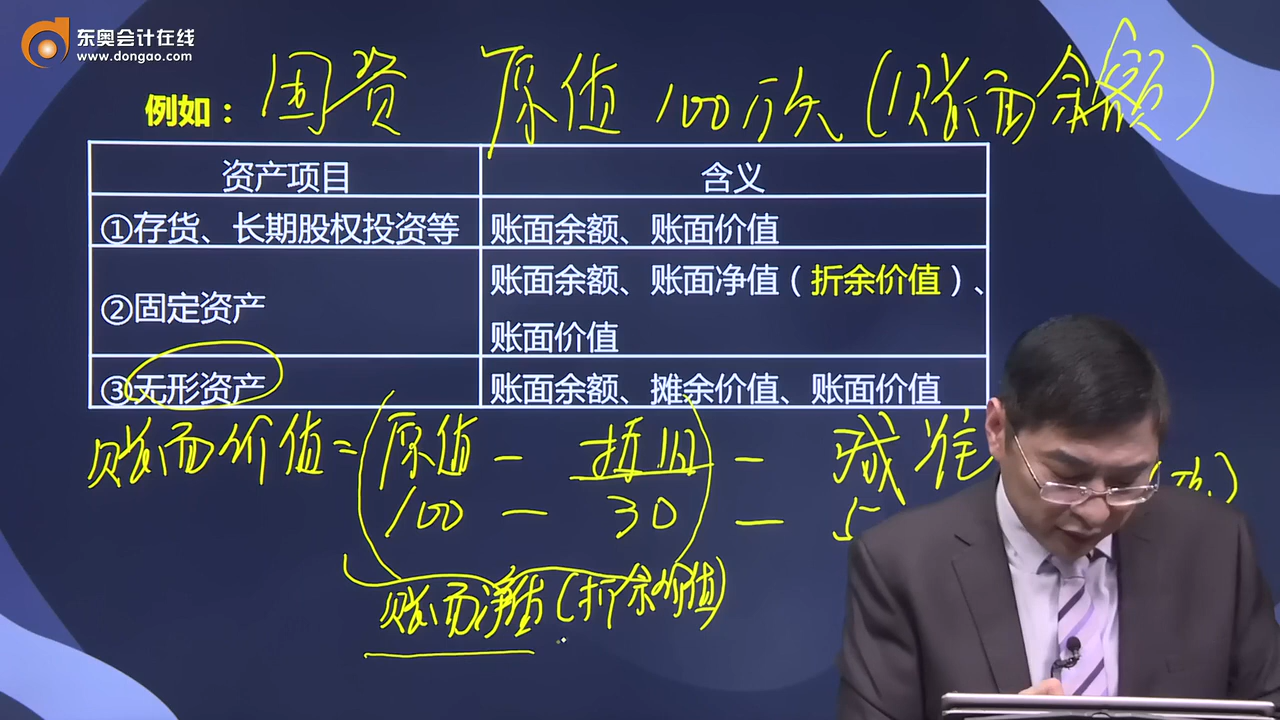 东奥会计在线
www.dongao.com
例如：
固资 原值 100万元（账面余额）
资产项目 含义
①存货、长期股权投资等 账面余额、账面价值
②固定资产 账面余额、账面净值（折余价值）、
账面价值
③无形资产 账面余额、摊余价值、账面价值
账面价值=（原值 - 折旧）- 减准
100 - 30 - 5
账面净值（折余价值）